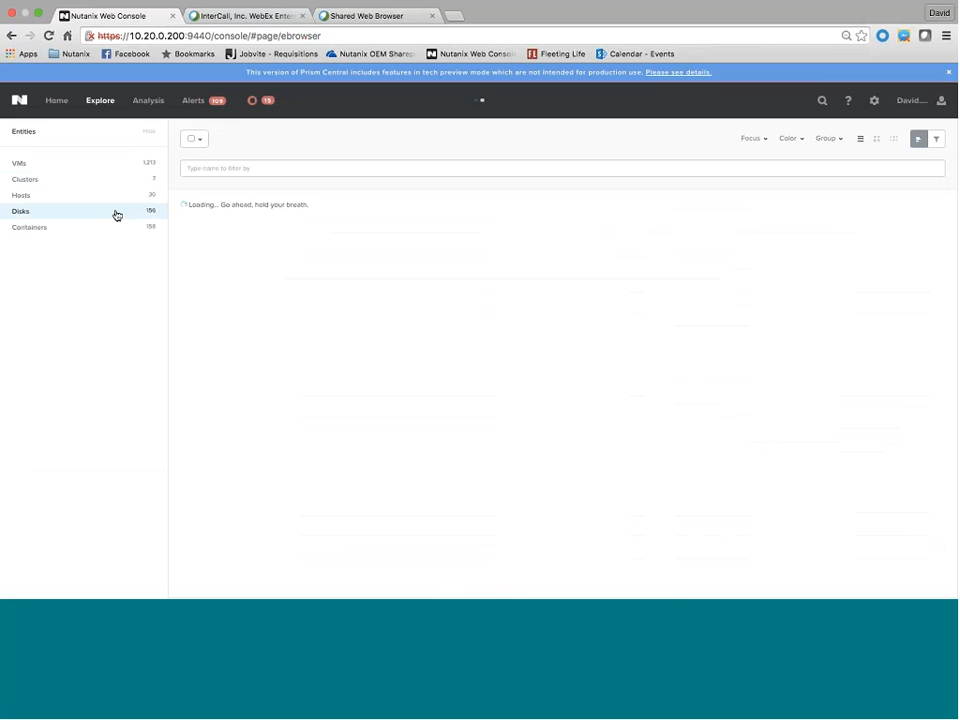 Nutanix Web Console
InterCall, Inc. WebEx Enter
Shared Web Browser
David
https://10.20.0.200:9440/console/#page/ebrowser
Apps Nutanix Facebook Bookmarks Jobvite - Requisitions Nutanix OEM Sharep Nutanix Web Conso Fleeting Life Calendar - Events
This version of Prism Central includes features in tech preview mode which are not intended for production use. Please see details.
Home Explore Analysis Alerts 109 15 David....
Entities
Focus Color Group
VMs 1,213
Type name to filter by
Clusters 7
Hosts 30
Loading... Go ahead, hold your breath.
Disks 156
Containers 158